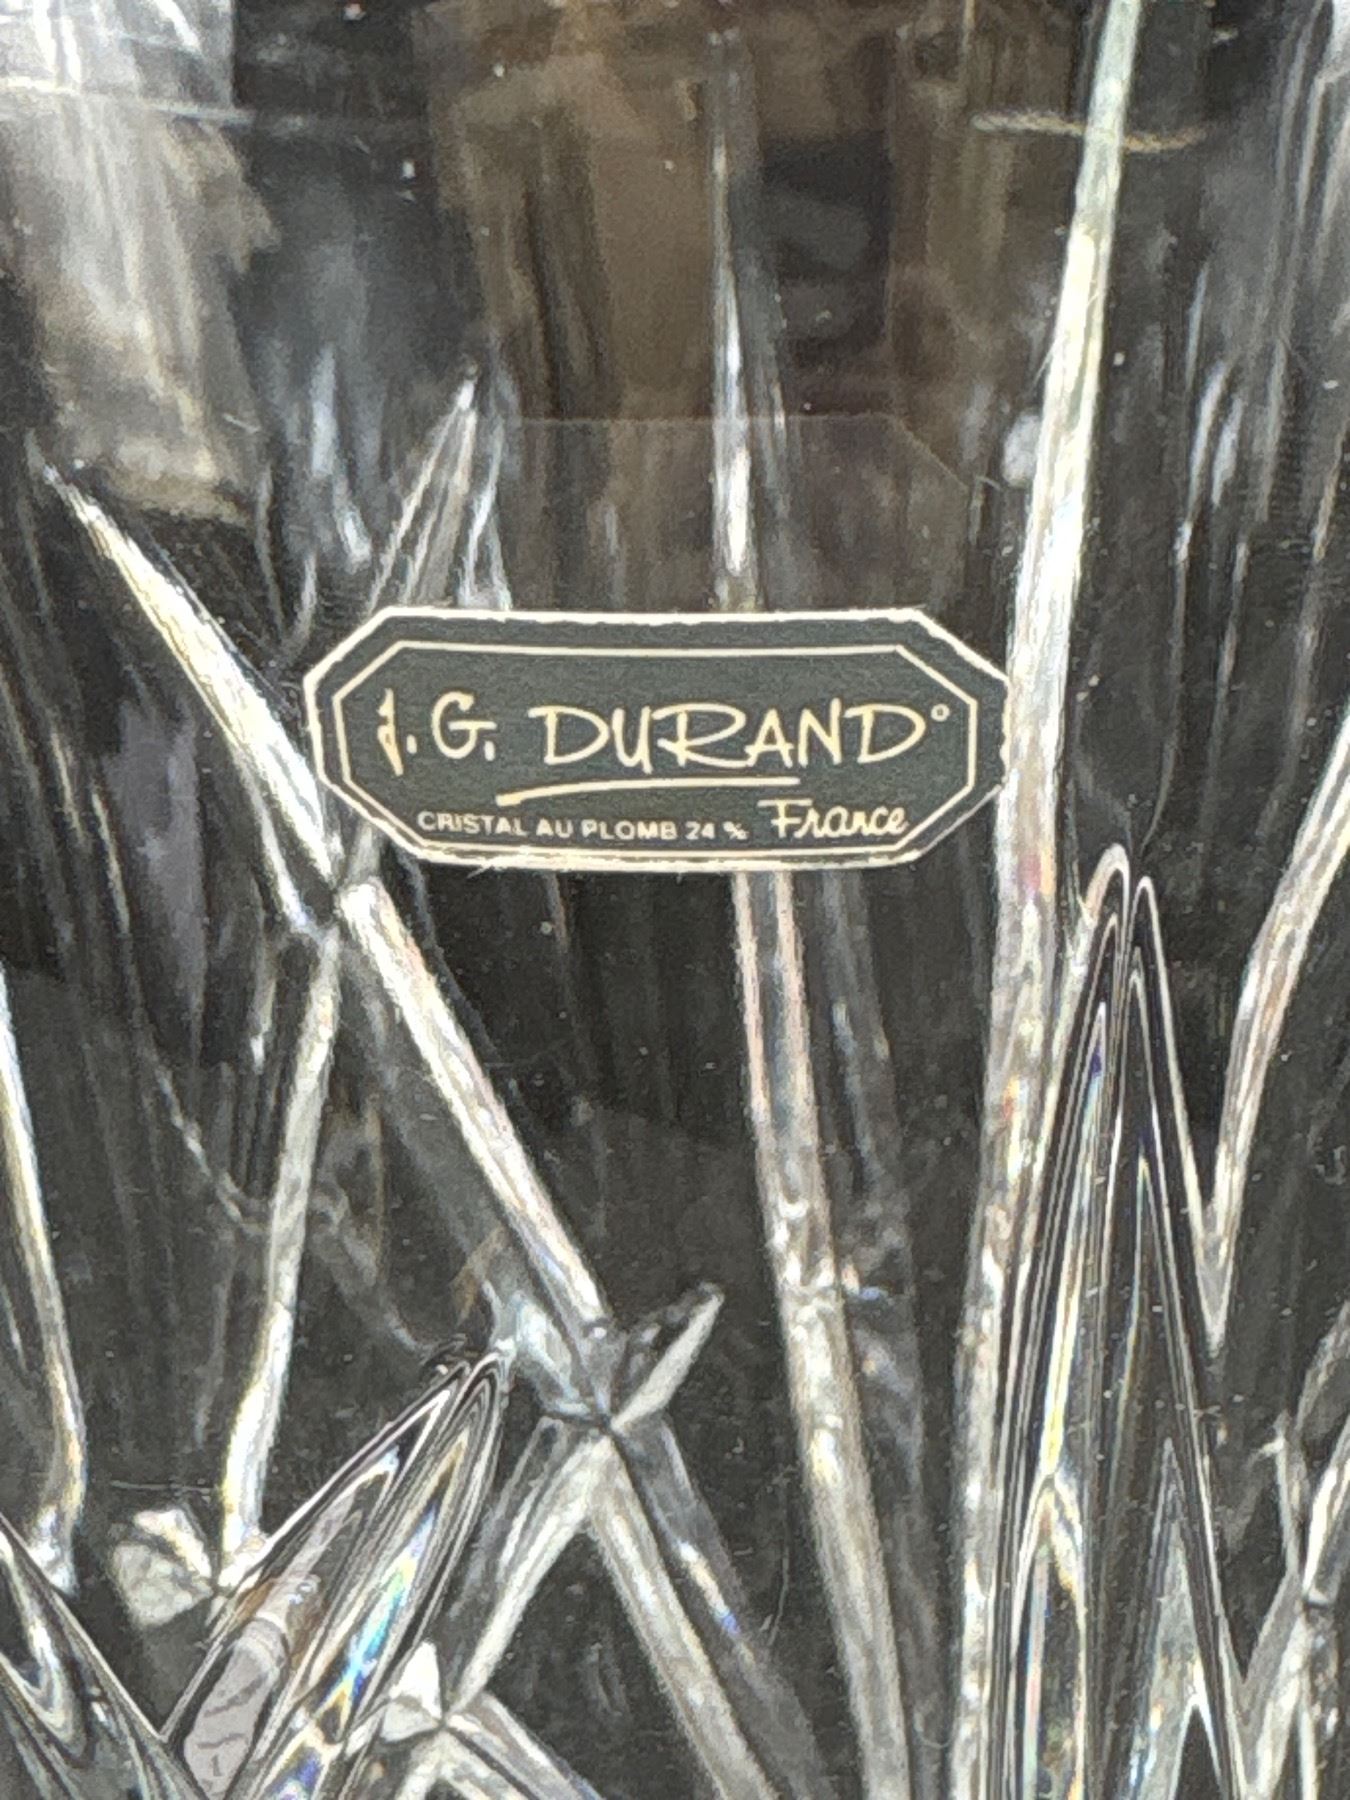 J.G. DURAND°
CRISTAL AU PLOMB 24 % France